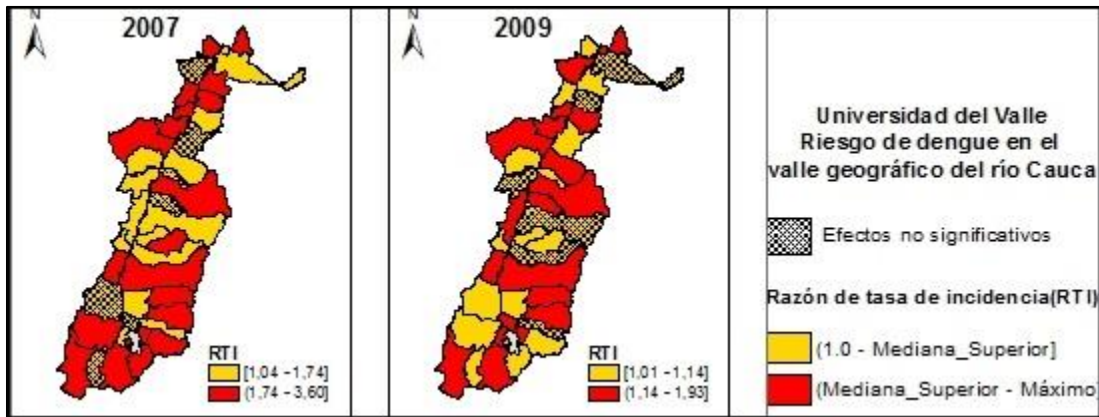 N
2007
RTI
[1,04 -1,74]
(1,74 -3,60]
N
2009
RTI
[1,01 -1,14]
(1,14 -1,93]
Universidad del Valle
Riesgo de dengue en el
valle geográfico del río Cauca
Efectos no significativos
Razón de tasa de incidencia(RTI)
(1.0 - Mediana_Superior]
(Mediana_Superior - Máximo]